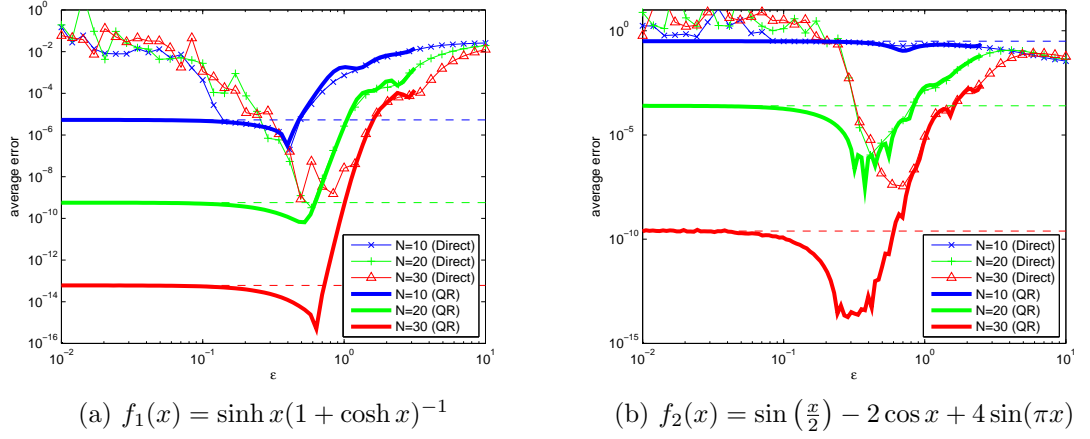 10^0
10^-2
10^-4
10^-6
10^-8
10^-10
10^-12
10^-14
10^-16
average error
10^-2
10^-1
10^0
10^1
ε
N=10 (Direct)
N=20 (Direct)
N=30 (Direct)
N=10 (QR)
N=20 (QR)
N=30 (QR)
(a) f_1(x) = sinh x(1 + cosh x)^-1
10^0
10^-5
10^-10
10^-15
average error
10^-2
10^-1
10^0
10^1
ε
N=10 (Direct)
N=20 (Direct)
N=30 (Direct)
N=10 (QR)
N=20 (QR)
N=30 (QR)
(b) f_2(x) = sin (x/2) − 2 cos x + 4 sin(πx)